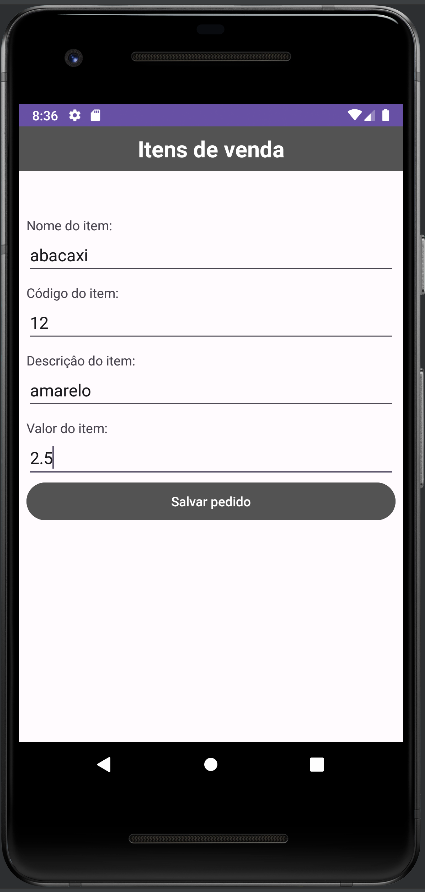 8:36
Itens de venda
Nome do item:
abacaxi
Código do item:
12
Descrição do item:
amarelo
Valor do item:
2.5
Salvar pedido